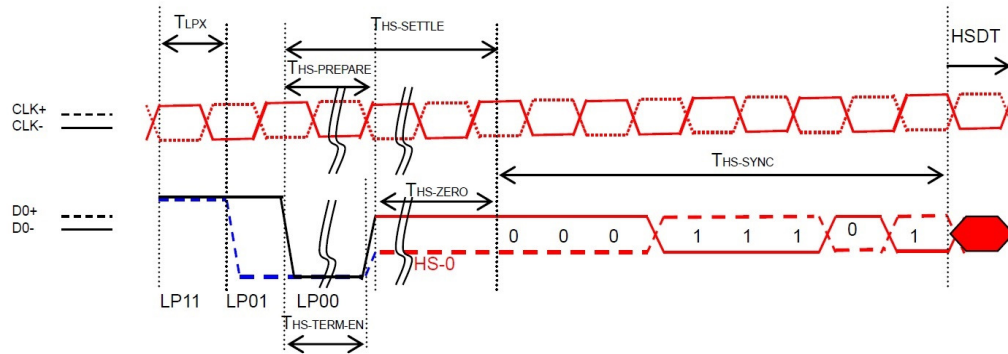 TLPX
THS-SETTLE
HSDT
THS-PREPARE
CLK+
CLK-
THS-SYNC
THS-ZERO
D0+
D0-
0 0 0 1 1 1 0 1
HS-0
LP11 LP01 LP00
THS-TERM-EN